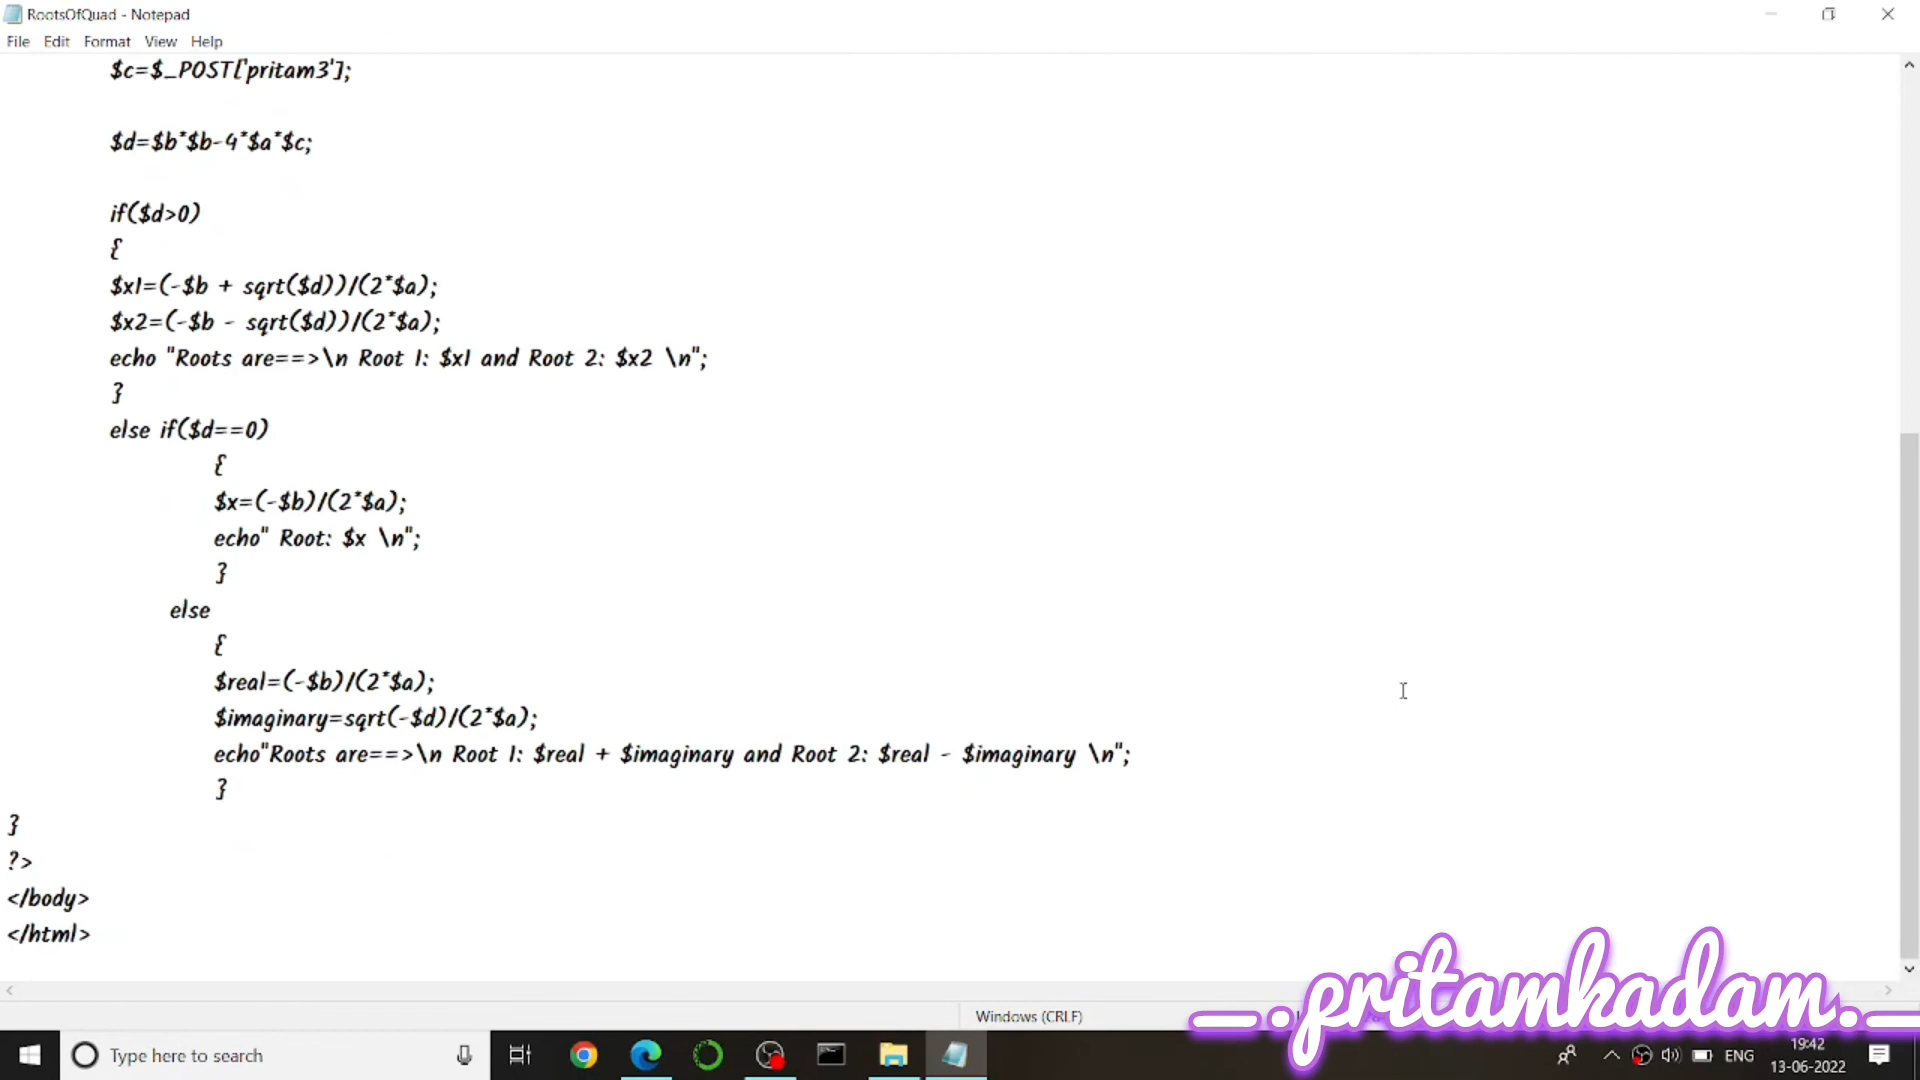 RootsOfQuad - Notepad
File Edit Format View Help
$c=$_POST['pritam3'];
$d=$b*$b-4*$a*$c;
if($d>0)
{
$x1=(-$b + sqrt($d))/(2*$a);
$x2=(-$b - sqrt($d))/(2*$a);
echo "Roots are==>\n Root 1: $x1 and Root 2: $x2 \n";
}
else if($d==0)
{
$x=(-$b)/(2*$a);
echo" Root: $x \n";
}
else
{
$real=(-$b)/(2*$a);
$imaginary=sqrt(-$d)/(2*$a);
echo"Roots are==>\n Root 1: $real + $imaginary and Root 2: $real - $imaginary \n";
}
}
?>
</body>
</html>
Windows (CRLF)
_.pritamkadam._
Type here to search
ENG
19:42
13-06-2022